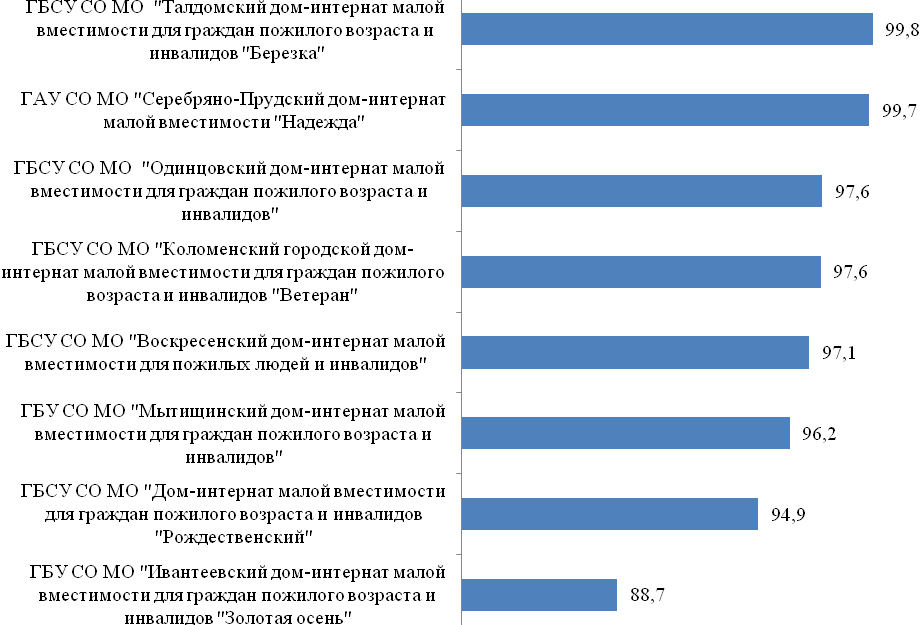 ГБСУ СО МО "Талдомский дом-интернат малой
вместимости для граждан пожилого возраста и
инвалидов "Березка"
99,8
ГАУ СО МО "Серебряно-Прудский дом-интернат
малой вместимости "Надежда"
99,7
ГБСУ СО МО "Одинцовский дом-интернат малой
вместимости для граждан пожилого возраста и
инвалидов"
97,6
ГБСУ СО МО "Коломенский городской дом-
интернат малой вместимости для граждан пожилого
возраста и инвалидов "Ветеран"
97,6
ГБСУ СО МО "Воскресенский дом-интернат малой
вместимости для пожилых людей и инвалидов"
97,1
ГБУ СО МО "Мытищинский дом-интернат малой
вместимости для граждан пожилого возраста и
инвалидов"
96,2
ГБСУ СО МО "Дом-интернат малой вместимости
для граждан пожилого возраста и инвалидов
"Рождественский"
94,9
ГБУ СО МО "Ивантеевский дом-интернат малой
вместимости для граждан пожилого возраста и
инвалидов "Золотая осень"
88,7